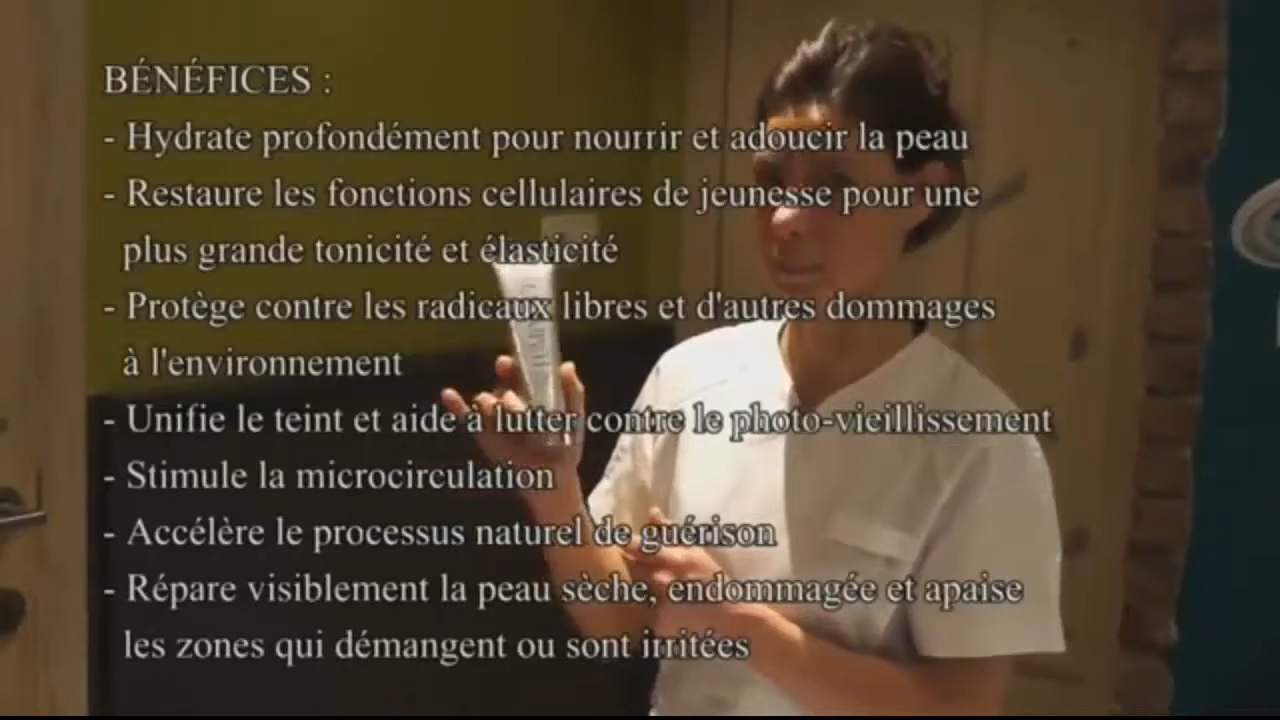 BÉNÉFICES :
- Hydrate profondément pour nourrir et adoucir la peau
- Restaure les fonctions cellulaires de jeunesse pour une
plus grande tonicité et élasticité
- Protège contre les radicaux libres et d'autres dommages
à l'environnement
- Unifie le teint et aide à lutter contre le photo-vieillissement
- Stimule la microcirculation
- Accélère le processus naturel de guérison
- Répare visiblement la peau sèche, endommagée et apaise
les zones qui démangent ou sont irritées